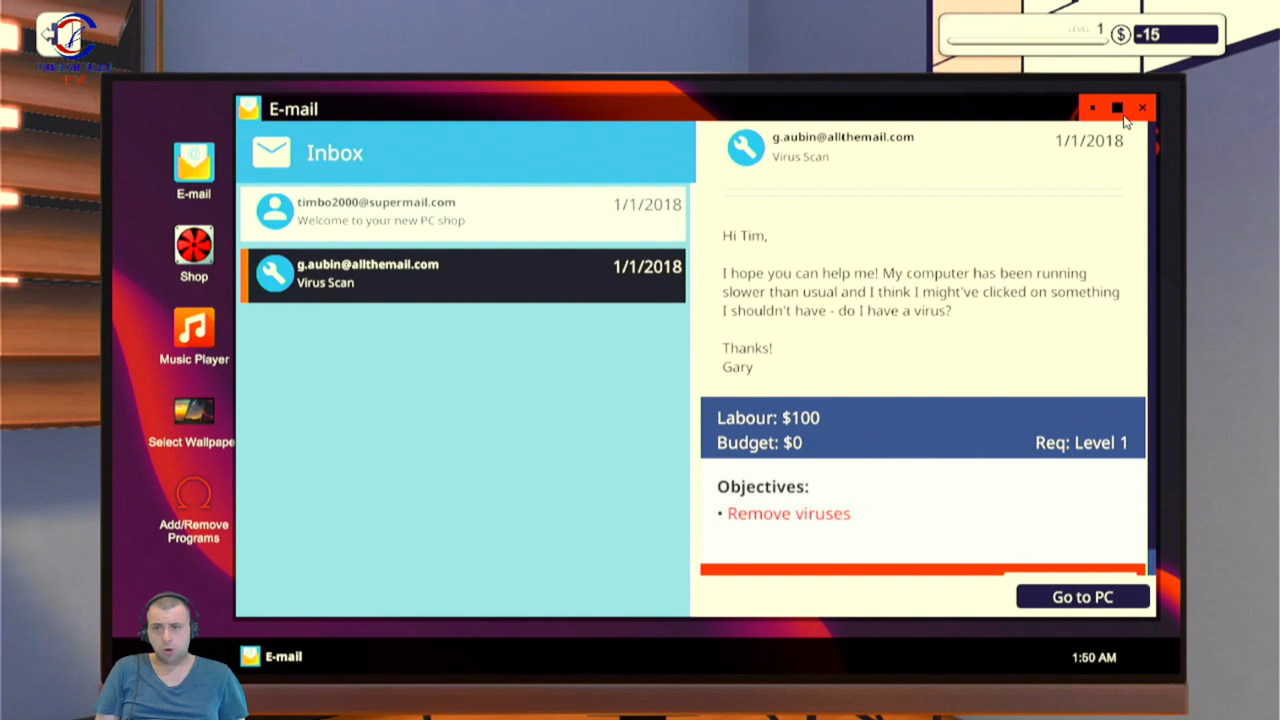 LEVEL 1 $ -15
E-mail
Inbox
timbo2000@supermail.com 1/1/2018
Welcome to your new PC shop
g.aubin@allthemail.com 1/1/2018
Virus Scan
g.aubin@allthemail.com 1/1/2018
Virus Scan
Hi Tim,
I hope you can help me! My computer has been running
slower than usual and I think I might've clicked on something
I shouldn't have - do I have a virus?
Thanks!
Gary
Labour: $100
Budget: $0 Req: Level 1
Objectives:
• Remove viruses
Go to PC
E-mail
Shop
Music Player
Select Wallpape
Add/Remove
Programs
E-mail
1:50 AM